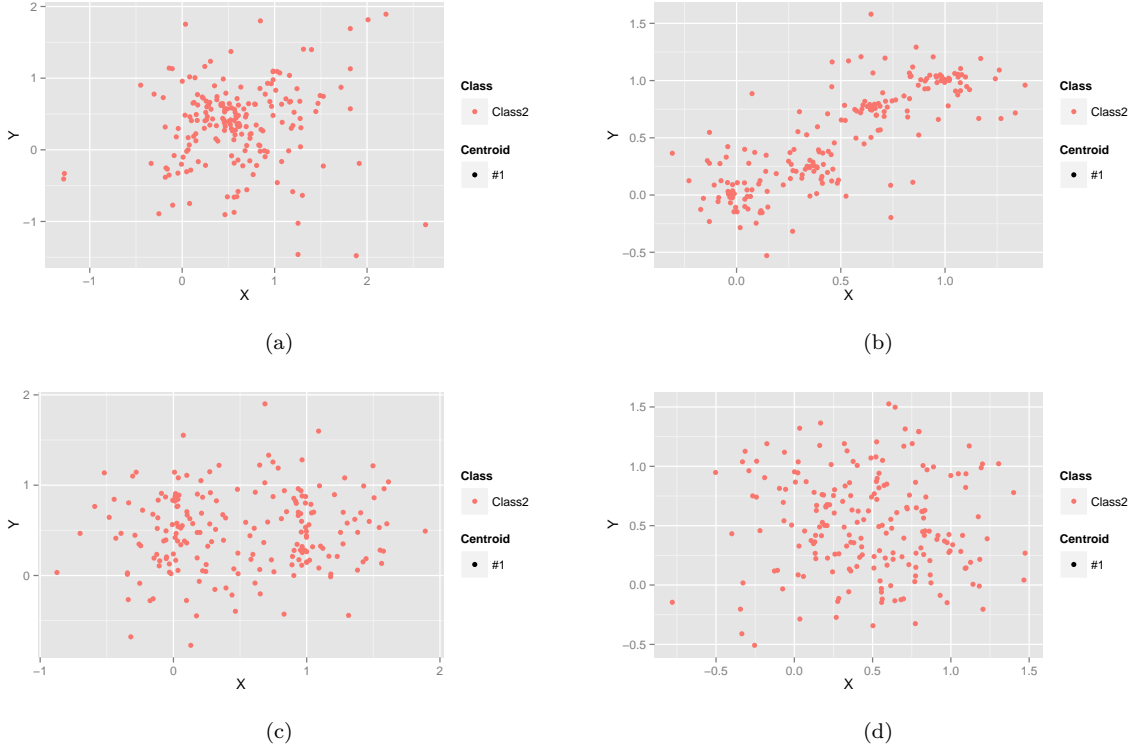 2
1
0
−1
Y
−1
0
1
2
X
Class
Class2
Centroid
#1
(a)
1.5
1.0
0.5
0.0
−0.5
Y
0.0
0.5
1.0
X
Class
Class2
Centroid
#1
(b)
2
1
0
Y
−1
0
1
2
X
Class
Class2
Centroid
#1
(c)
1.5
1.0
0.5
0.0
−0.5
Y
−0.5
0.0
0.5
1.0
1.5
X
Class
Class2
Centroid
#1
(d)